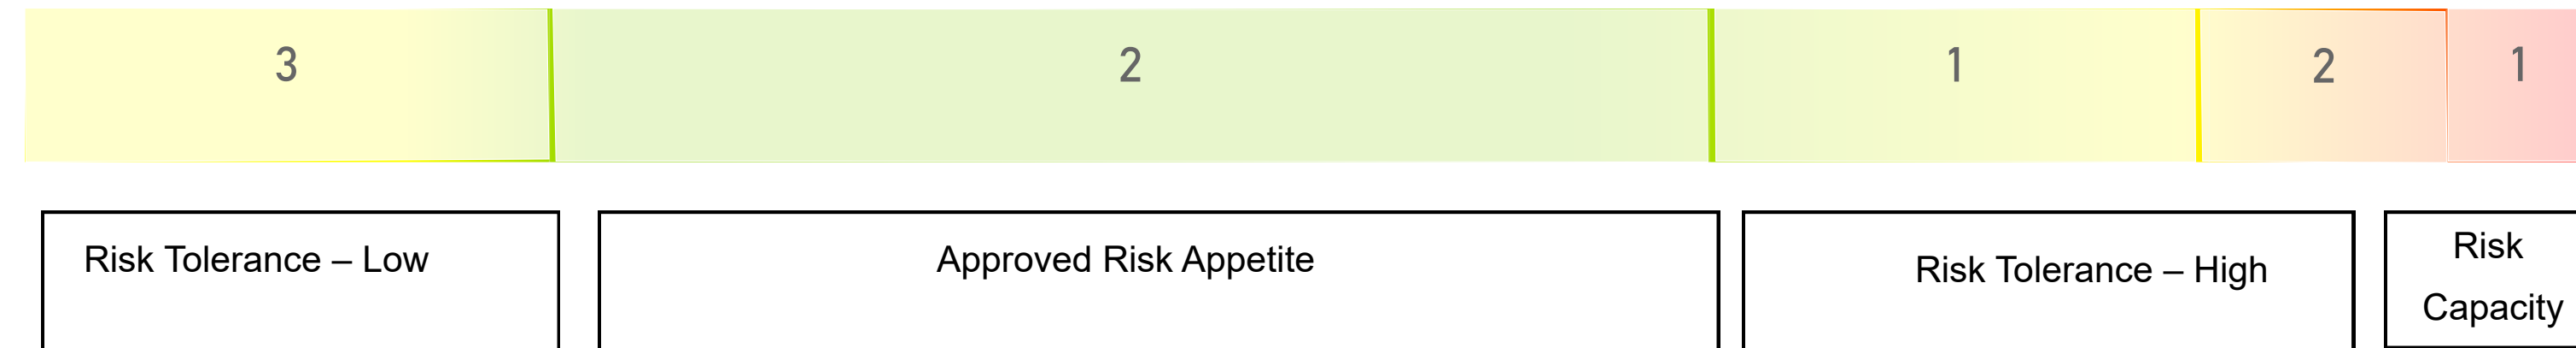 3 2 1 2 1
Risk Tolerance – Low
Approved Risk Appetite
Risk Tolerance – High
Risk
Capacity